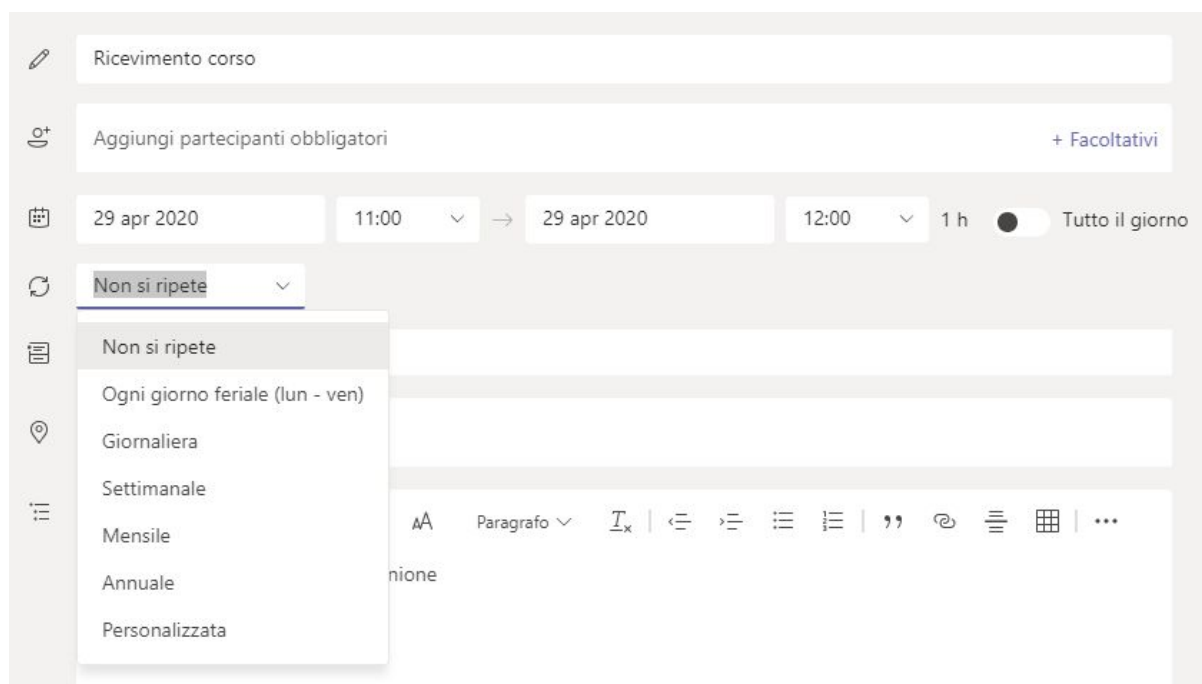 Ricevimento corso
Aggiungi partecipanti obbligatori + Facoltativi
29 apr 2020 11:00 → 29 apr 2020 12:00 1 h Tutto il giorno
Non si ripete
Non si ripete
Ogni giorno feriale (lun - ven)
Giornaliera
Settimanale
Mensile
Annuale
Personalizzata
AA Paragrafo
nione